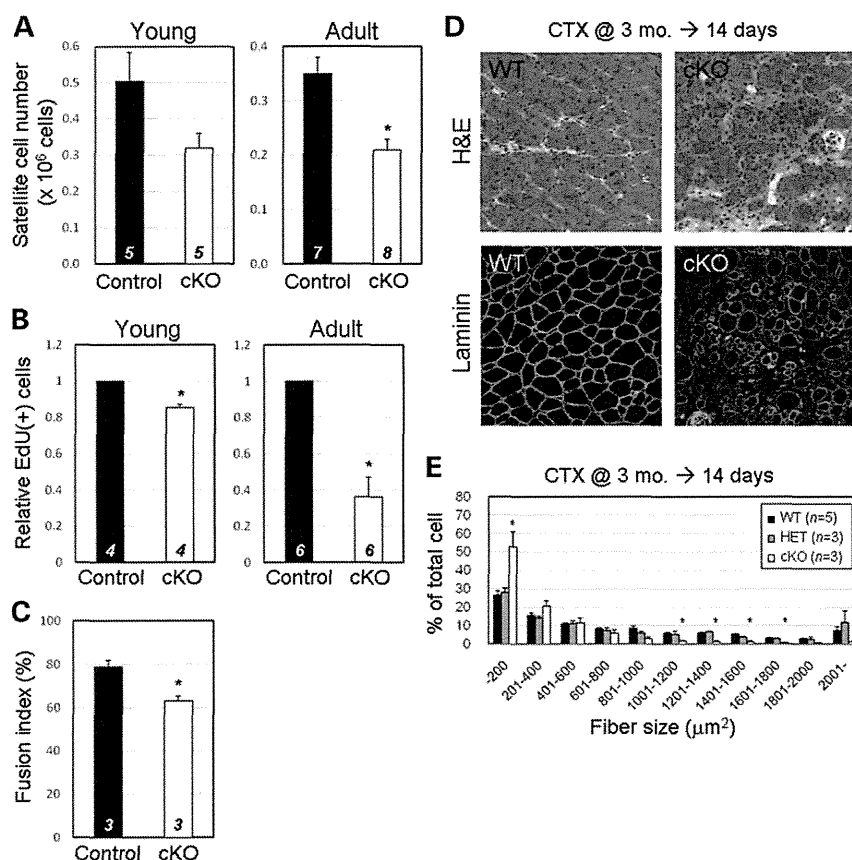 A
Young
Adult
Satellite cell number
(x 10⁶ cells)
0.6
0.5
0.4
0.3
0.2
0.1
0.0
5
5
Control cKO
0.4
0.3
0.2
0.1
0.0
*
7
8
Control cKO
B
Young
Adult
Relative EdU(+) cells
1.2
1
0.8
0.6
0.4
0.2
0
*
4
4
Control cKO
1.2
1
0.8
0.6
0.4
0.2
0
*
6
6
Control cKO
C
Fusion index (%)
100
80
60
40
20
0
*
3
3
Control cKO
D
CTX @ 3 mo. → 14 days
H&E
WT
cKO
Laminin
WT
cKO
E
CTX @ 3 mo. → 14 days
% of total cell
80
70
60
50
40
30
20
10
0
WT (n=5)
HET (n=3)
cKO (n=3)
*
* * * *
-200
201-400
401-600
601-800
801-1000
1001-1200
1201-1400
1401-1600
1601-1800
1801-2000
2001-
Fiber size (μm²)